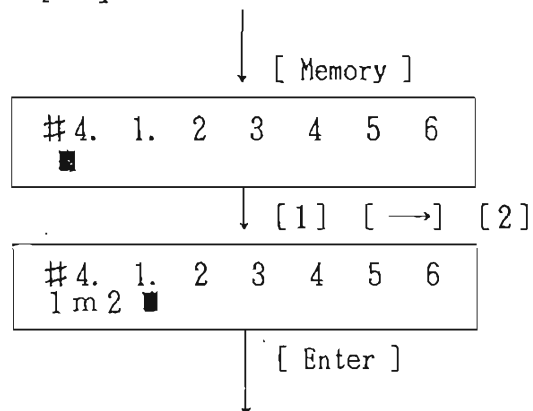 [ Memory ]
#4. 1. 2 3 4 5 6
[1] [→] [2]
#4. 1. 2 3 4 5 6
1m2
[ Enter ]